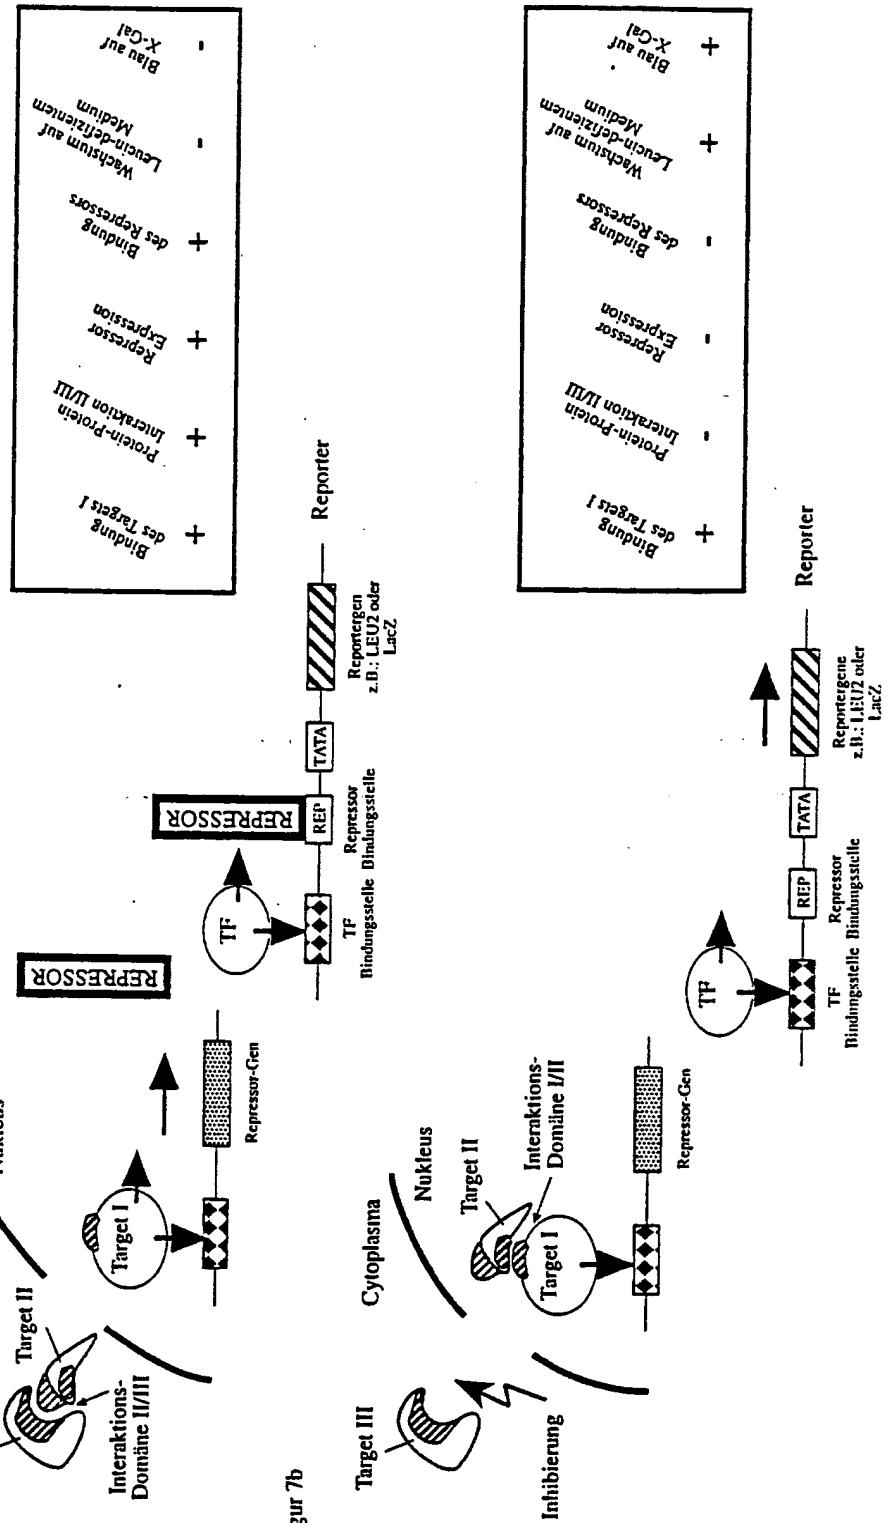 Target II
Interaktions-
Domäne II/III
Target I
Repressor-Gen
REPRESSOR
REPRESSOR
TF
REP
TATA
Reporter
TF
Bindungsstelle
Repressor
Bindungsstelle
Reportergen
z.B.: LEU2 oder
LacZ
Bindung
des Targets I
Protein-Protein
Interaktion II/III
Repressor
Expression
Bindung
des Repressors
Wachstum auf
Leucin-defizientem
Medium
Blau auf
X-Gal
+ + + + - -
gur 7b
Target III
Inhibierung
Cytoplasma
Nukleus
Target II
Interaktions-
Domäne I/II
Target I
Repressor-Gen
TF
REP
TATA
Reporter
TF
Bindungsstelle
Repressor
Bindungsstelle
Reportergene
z.B.: LEU2 oder
LacZ
Bindung
des Targets I
Protein-Protein
Interaktion II/III
Repressor
Expression
Bindung
des Repressors
Wachstum auf
Leucin-defizientem
Medium
Blau auf
X-Gal
+ - - - + +